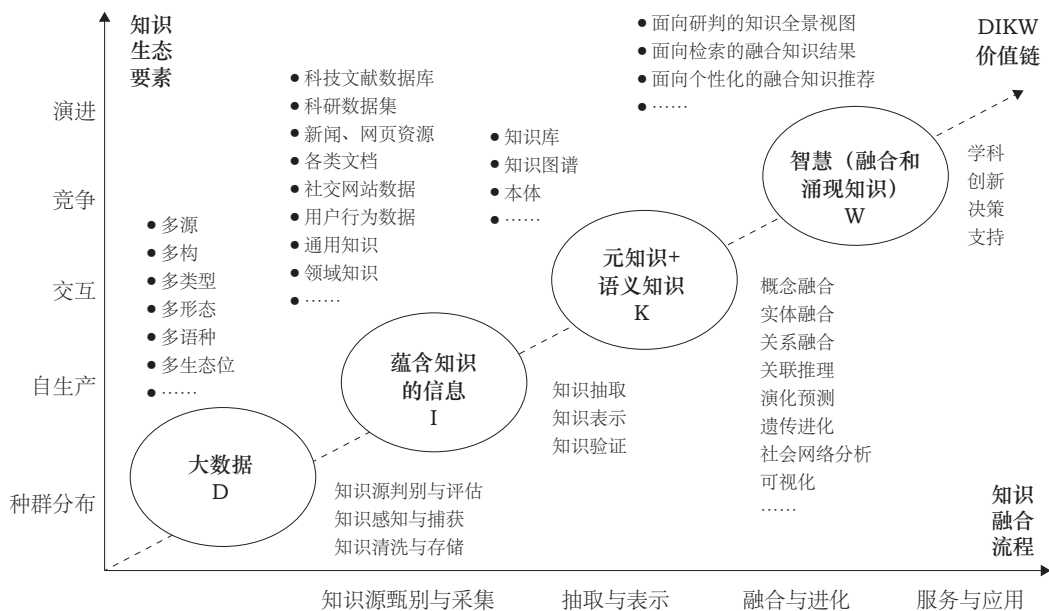 知识
生态
要素
演进
竞争
交互
自生产
种群分布
• 多源
• 多构
• 多类型
• 多形态
• 多语种
• 多生态位
• ……
大数据
D
• 科技文献数据库
• 科研数据集
• 新闻、网页资源
• 各类文档
• 社交网站数据
• 用户行为数据
• 通用知识
• 领域知识
• ……
蕴含知识
的信息
I
知识源判别与评估
知识感知与捕获
知识清洗与存储
• 知识库
• 知识图谱
• 本体
• ……
元知识+
语义知识
K
知识抽取
知识表示
知识验证
• 面向研判的知识全景视图
• 面向检索的融合知识结果
• 面向个性化的融合知识推荐
• ……
智慧（融合和
涌现知识）
W
概念融合
实体融合
关系融合
关联推理
演化预测
遗传进化
社会网络分析
可视化
……
DIKW
价值链
学科
创新
决策
支持
知识
融合
流程
知识源甄别与采集
抽取与表示
融合与进化
服务与应用